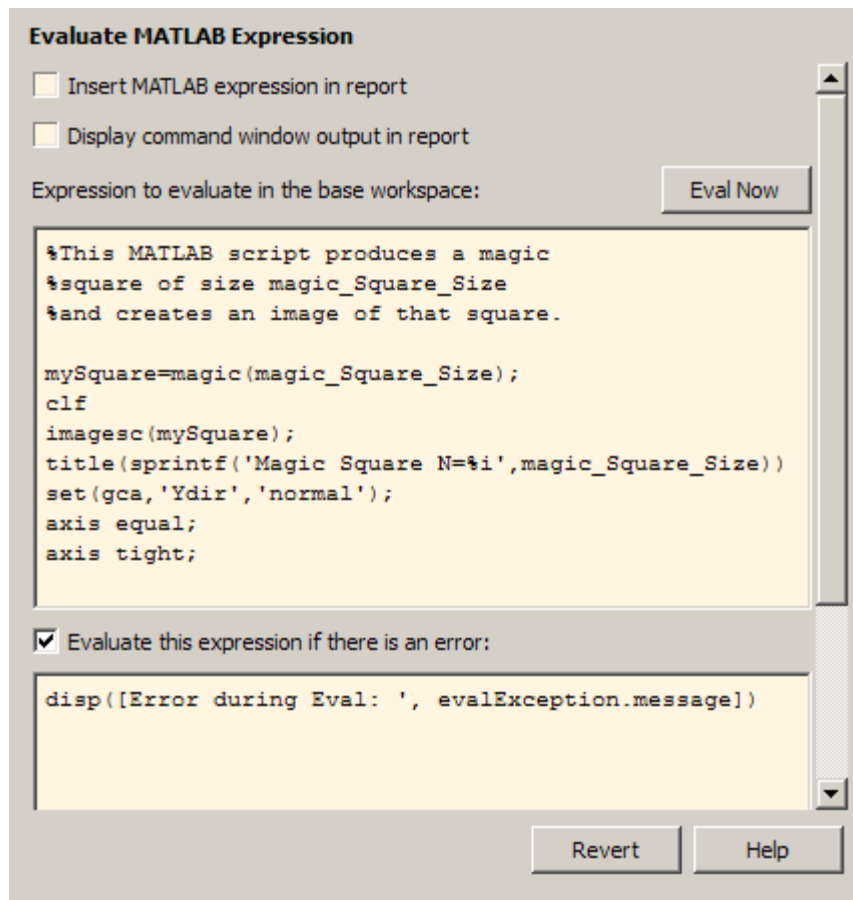 Evaluate MATLAB Expression
Insert MATLAB expression in report
Display command window output in report
Expression to evaluate in the base workspace:
Eval Now
%This MATLAB script produces a magic
%square of size magic_Square_Size
%and creates an image of that square.
mySquare=magic(magic_Square_Size);
clf
imagesc(mySquare);
title(sprintf('Magic Square N=%i',magic_Square_Size))
set(gca,'Ydir','normal');
axis equal;
axis tight;
Evaluate this expression if there is an error:
disp([Error during Eval: ', evalException.message])
Revert
Help